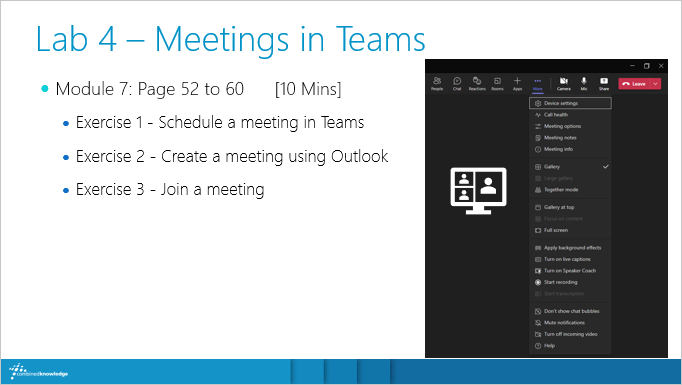 Lab 4 – Meetings in Teams
Module 7: Page 52 to 60 [10 Mins]
Exercise 1 - Schedule a meeting in Teams
Exercise 2 - Create a meeting using Outlook
Exercise 3 - Join a meeting
People Chat Reactions Rooms Apps More Camera Mic Share Leave
Device settings
Call health
Meeting options
Meeting notes
Meeting info
Gallery
Large gallery
Together mode
Gallery at top
Focus on content
Full screen
Apply background effects
Turn on live captions
Turn on Speaker Coach
Start recording
Start transcription
Don't show chat bubbles
Mute notifications
Turn off incoming video
Help
combinedknowledge